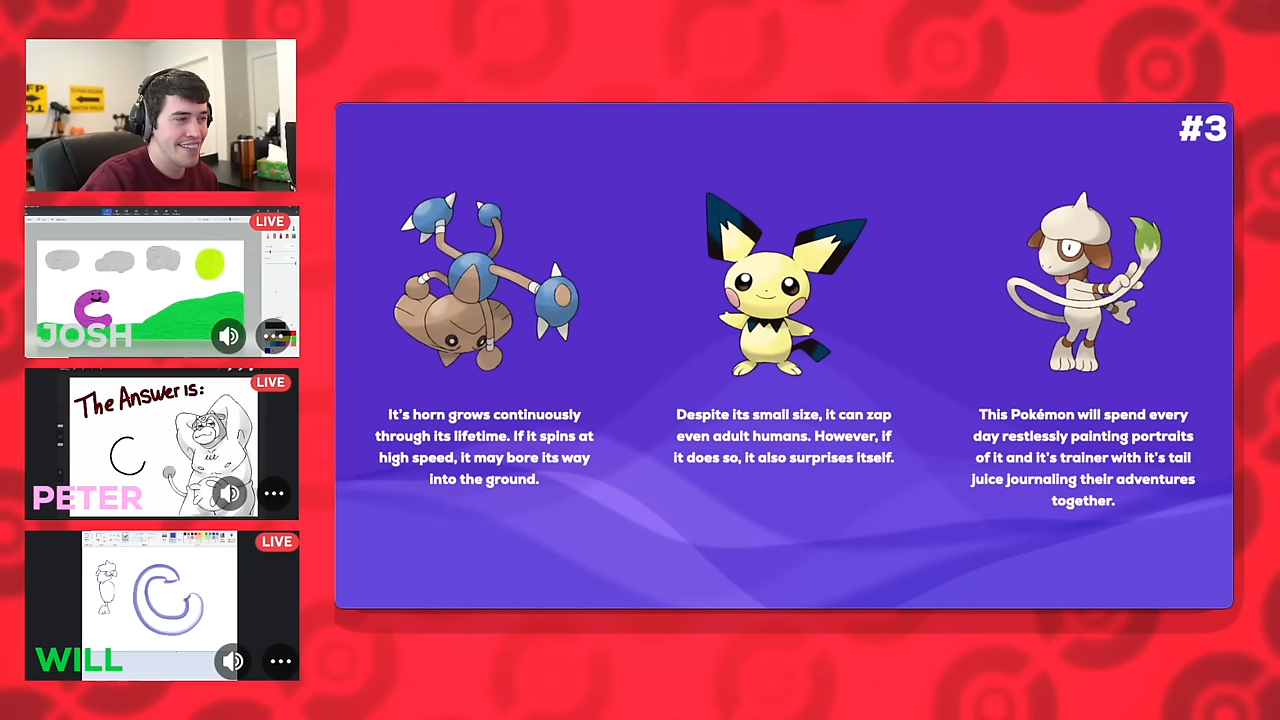 #3
LIVE
JOSH
It's horn grows continuously
through its lifetime. If it spins at
high speed, it may bore its way
into the ground.
Despite its small size, it can zap
even adult humans. However, if
it does so, it also surprises itself.
This Pokémon will spend every
day restlessly painting portraits
of it and it's trainer with it's tail
juice journaling their adventures
together.
LIVE
The Answer is:
C
PETER
LIVE
C
WILL